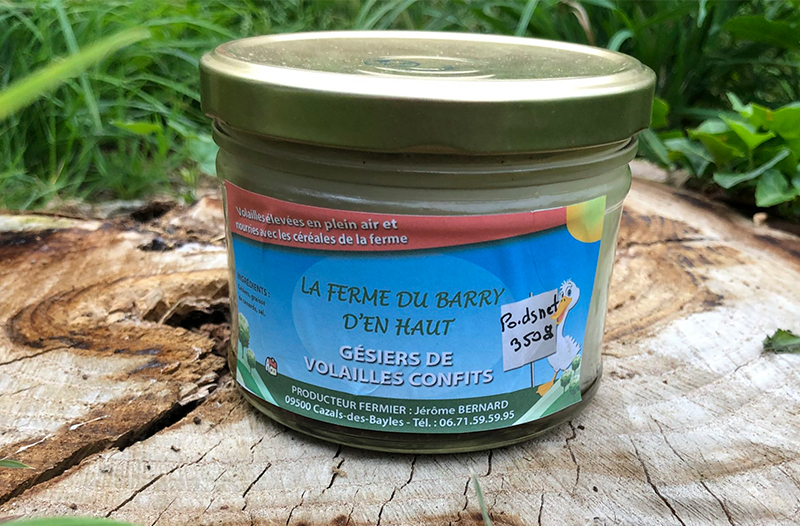 Volailles élevées en plein air et
nourries avec les céréales de la ferme
INGRÉDIENTS :
LA FERME DU BARRY
D'EN HAUT
Poids net
350g
GÉSIERS DE
VOLAILLES CONFITS
PRODUCTEUR FERMIER : Jérôme BERNARD
09500 Cazals-des-Bayles - Tél. : 06.71.59.59.95